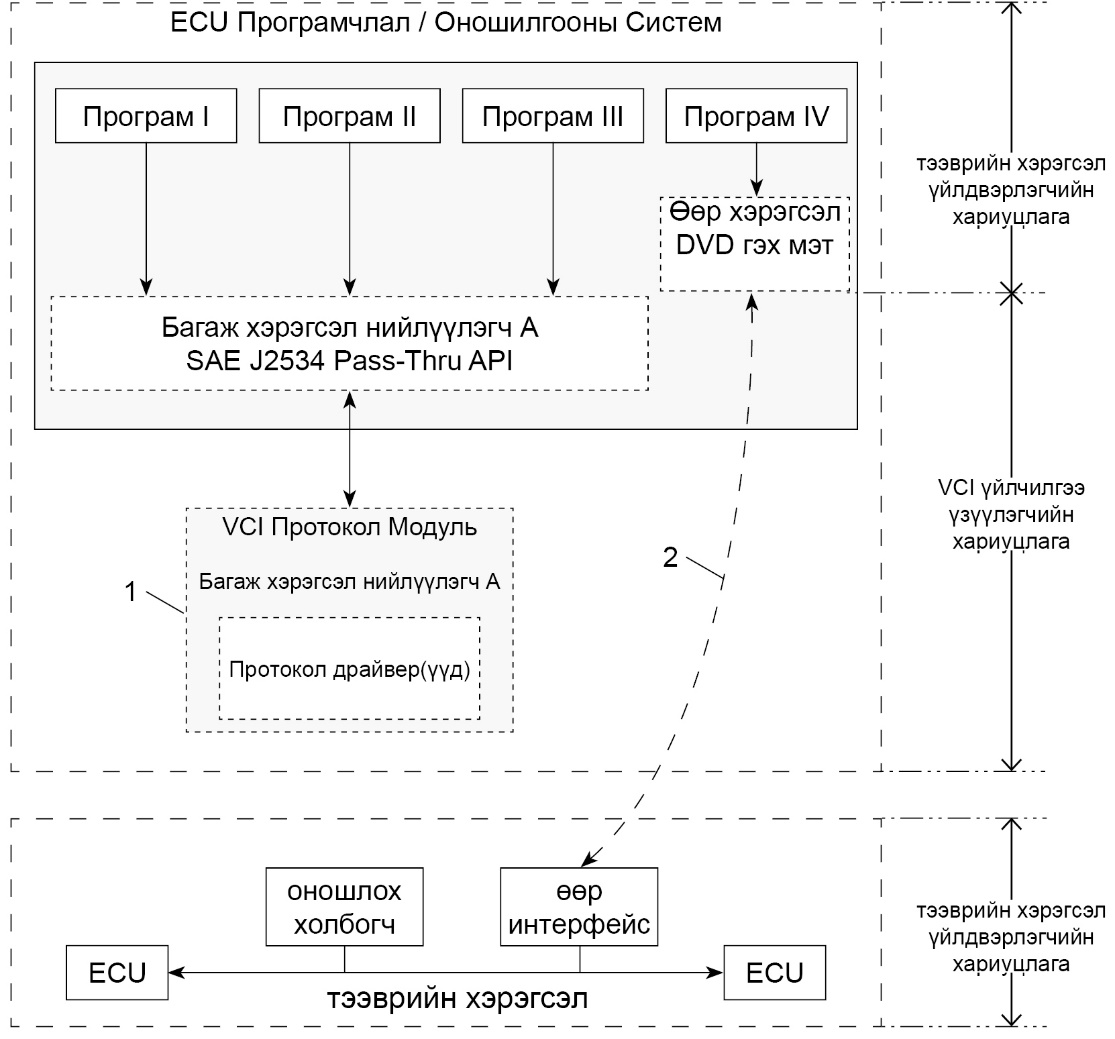 ECU Програмчлал / Оношилгооны Систем
Програм I
Програм II
Програм III
Програм IV
Өөр хэрэгсэл
DVD гэх мэт
Багаж хэрэгсэл нийлүүлэгч А
SAE J2534 Pass-Thru API
VCI Протокол Модуль
Багаж хэрэгсэл нийлүүлэгч А
Протокол драйвер(үүд)
1
2
тээврийн хэрэгсэл
үйлдвэрлэгчийн
хариуцлага
VCI үйлчилгээ
үзүүлэгчийн
хариуцлага
оношлох
холбогч
өөр
интерфейс
ECU
ECU
тээврийн хэрэгсэл
тээврийн хэрэгсэл
үйлдвэрлэгчийн
хариуцлага